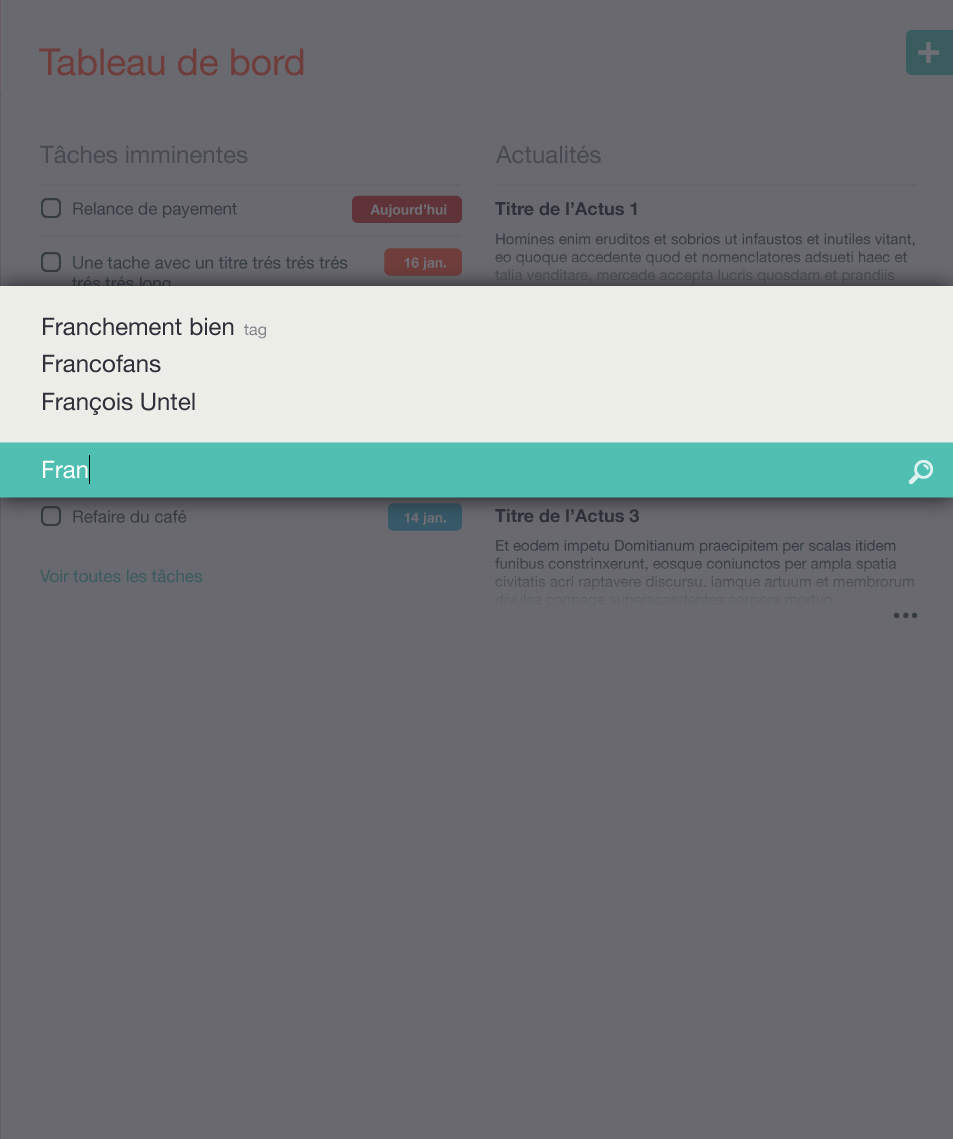 Tableau de bord
+
Tâches imminentes
Relance de payement
Aujourd'hui
Une tache avec un titre trés trés trés
trés trés long
16 jan.
Actualités
Titre de l'Actus 1
Homines enim eruditos et sobrios ut infaustos et inutiles vitant,
eo quoque accedente quod et nomenclatores adsueti haec et
talia venditare, mercede accepta lucris quosdam et prandiis
Franchement bien tag
Francofans
François Untel
Fran
Refaire du café
14 jan.
Voir toutes les tâches
Titre de l'Actus 3
Et eodem impetu Domitianum praecipitem per scalas itidem
funibus constrinxerunt, eosque coniunctos per ampla spatia
civitatis acri raptavere discursu. iamque artuum et membrorum
divulsa conpage superscandentes corpora mortuo